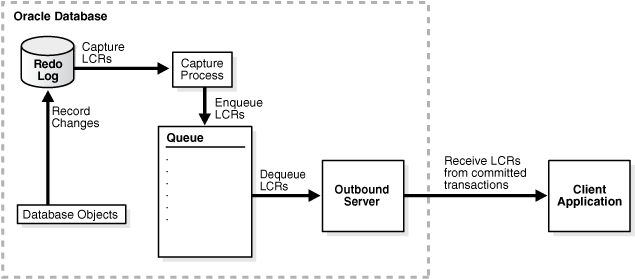 Oracle Database
Capture
LCRs
Redo
Log
Capture
Process
Record
Changes
Enqueue
LCRs
Queue
.
.
.
.
.
.
Database Objects
Dequeue
LCRs
Outbound
Server
Receive LCRs
from committed
transactions
Client
Application